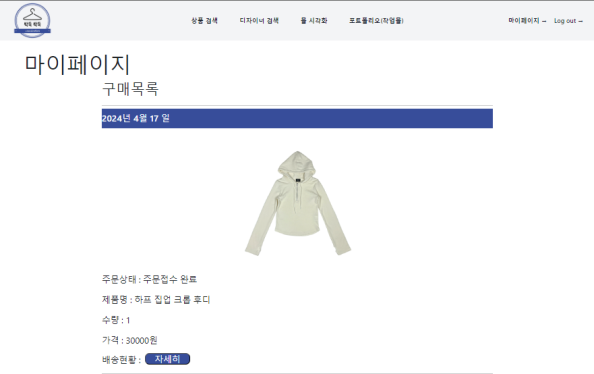 상품 검색 디자이너 검색 룸 시각화 포트폴리오(작업물) 마이페이지 → Log out →
마이페이지
구매목록
2024년 4월 17 일
주문상태 : 주문접수 완료
제품명 : 하프 집업 크롭 후디
수량 : 1
가격 : 30000원
배송현황 : 자세히